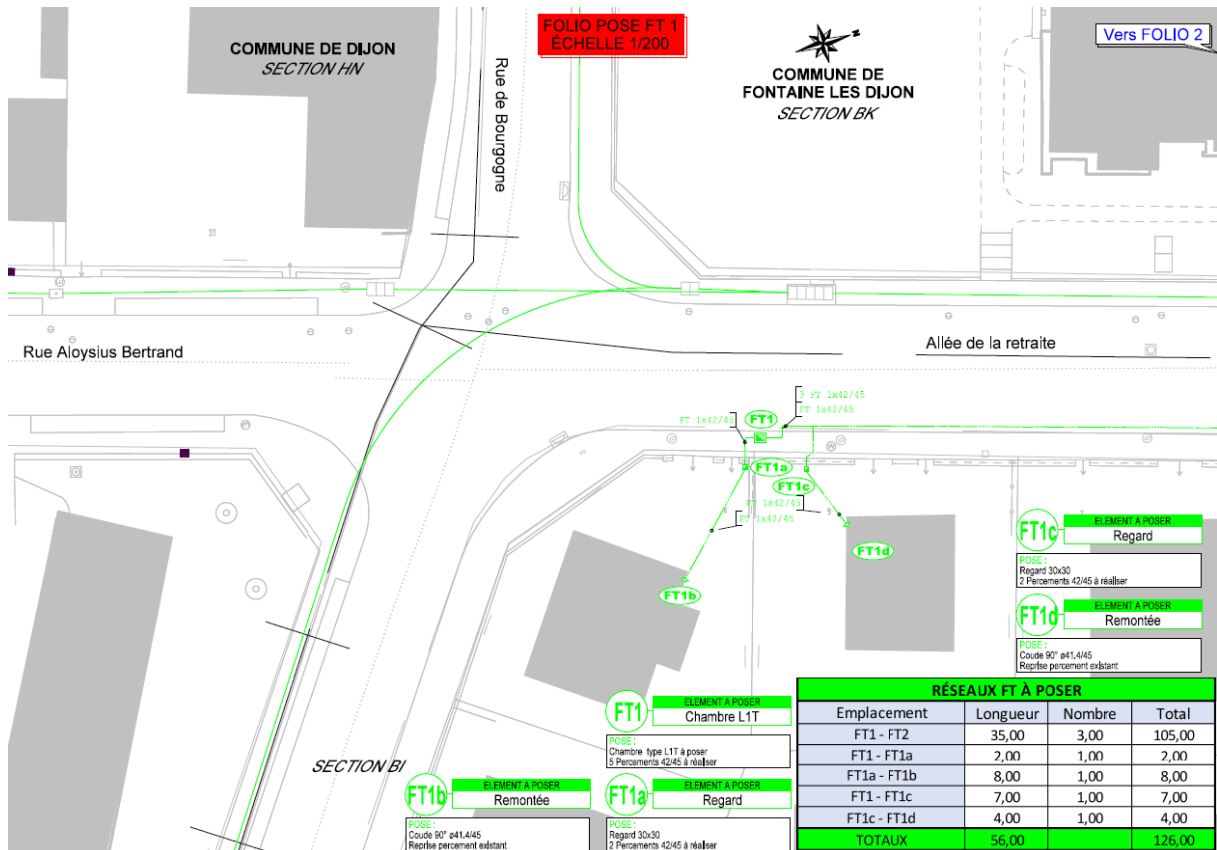 FOLIO POSE FT 1
ÉCHELLE 1/200
COMMUNE DE DIJON
SECTION HN
Rue de Bourgogne
COMMUNE DE
FONTAINE LES DIJON
SECTION BK
Vers FOLIO 2
33
Rue Aloysius Bertrand
Allée de la retraite
3 FT 1x42/45
FT 1x42/45
FT 1x42/45
FT1
FT1a
FT1c
FT 1x42/45
FT 1x42/45
8
9
FT1d
FT1b
FT1c
ELEMENT A POSER
Regard
POSE :
Regard 30x30
2 Percements 42/45 à réaliser
FT1d
ELEMENT A POSER
Remontée
POSE :
Coude 90° ø41,4/45
Reprise percement existant
FT1
ELEMENT A POSER
Chambre L1T
POSE :
Chambre type L1T à poser
5 Percements 42/45 à réaliser
SECTION BI
FT1b
ELEMENT A POSER
Remontée
POSE :
Coude 90° ø41,4/45
Reprise percement existant
FT1a
ELEMENT A POSER
Regard
POSE :
Regard 30x30
2 Percements 42/45 à réaliser
RÉSEAUX FT À POSER
Emplacement Longueur Nombre Total
FT1 - FT2 35,00 3,00 105,00
FT1 - FT1a 2,00 1,00 2,00
FT1a - FT1b 8,00 1,00 8,00
FT1 - FT1c 7,00 1,00 7,00
FT1c - FT1d 4,00 1,00 4,00
TOTAUX 56,00 126,00